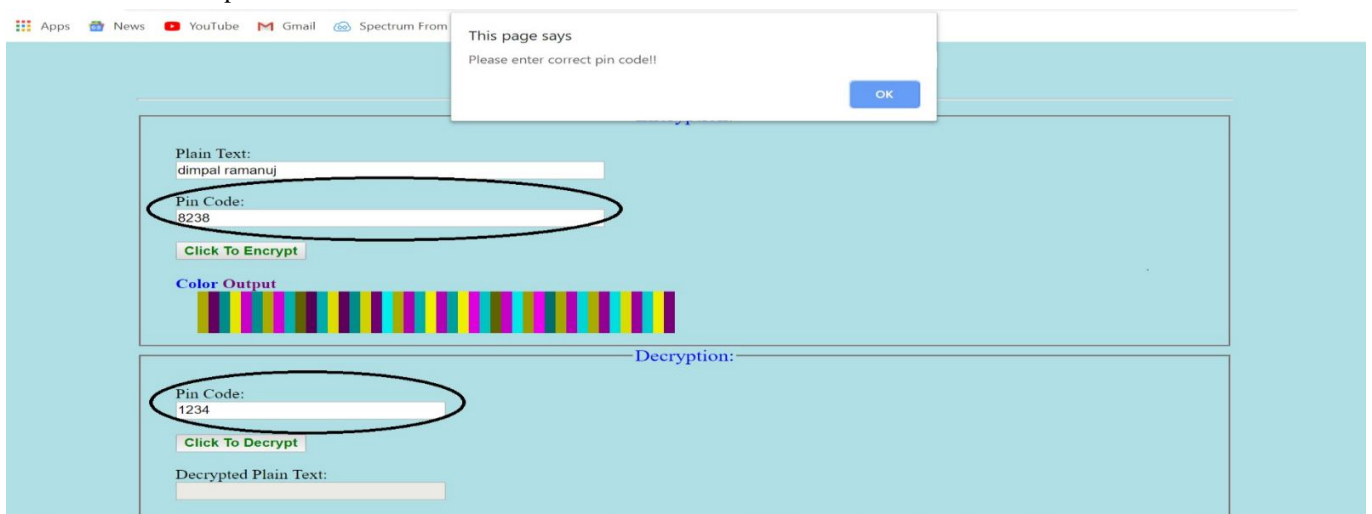 Apps News YouTube Gmail Spectrum From
This page says
Please enter correct pin code!!
OK
Plain Text:
dimpal ramanuj
Pin Code:
8238
Click To Encrypt
Color Output
Decryption:
Pin Code:
1234
Click To Decrypt
Decrypted Plain Text: